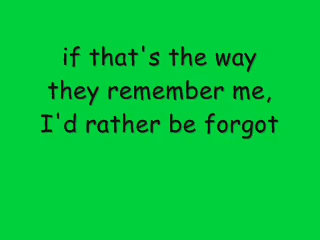 if that's the way
they remember me,
I'd rather be forgot